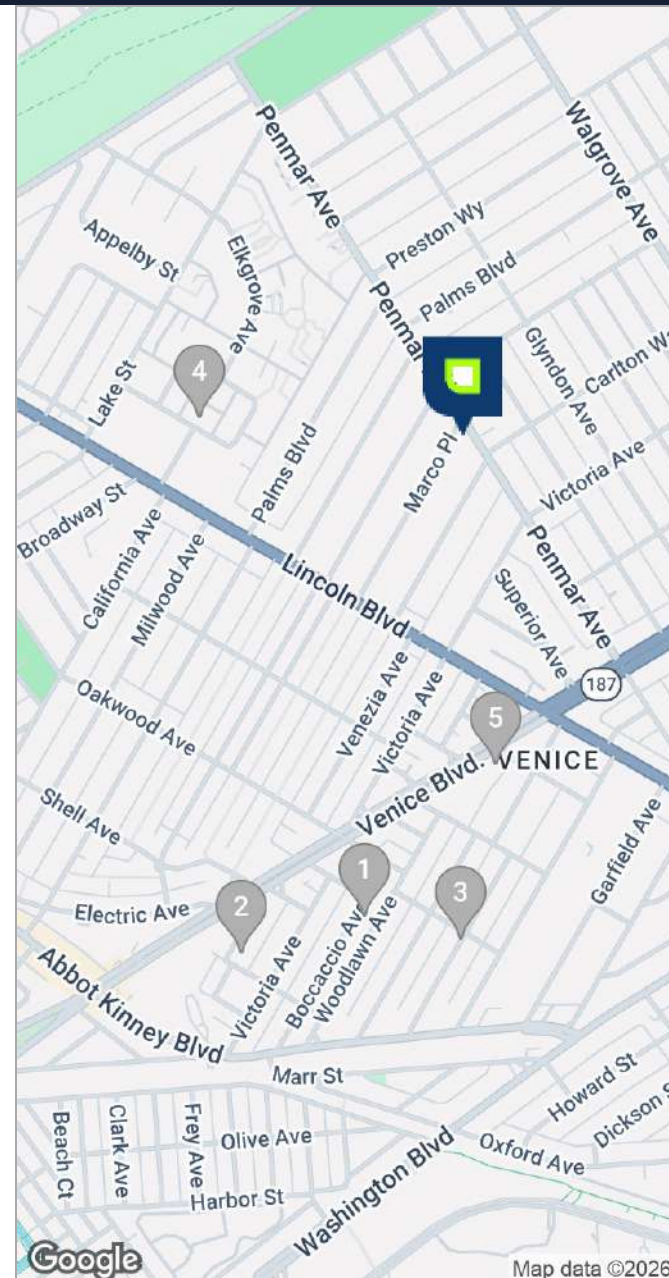 Penmar Ave
Walgrove Ave
Preston Wy
Appelby St
Elkgrove Ave
Palms Blvd
Penmar
Glyndon Ave
Carlton W
4
Lake St
Marco Pl
Palms Blvd
Victoria Ave
Broadway St
California Ave
Milwood Ave
Lincoln Blvd
Superior Ave
Penmar Ave
187
Oakwood Ave
Venezia Ave
Victoria Ave
5
VENICE
Venice Blvd.
Shell Ave
Garfield Ave
1
3
2
Electric Ave
Boccaccio Ave
Woodlawn Ave
Victoria Ave
Abbot Kinney Blvd
Marr St
Howard St
Dickson S
Beach Ct
Clark Ave
Frey Ave
Olive Ave
Oxford Ave
Harbor St
Washington Blvd
Google
Map data ©2026